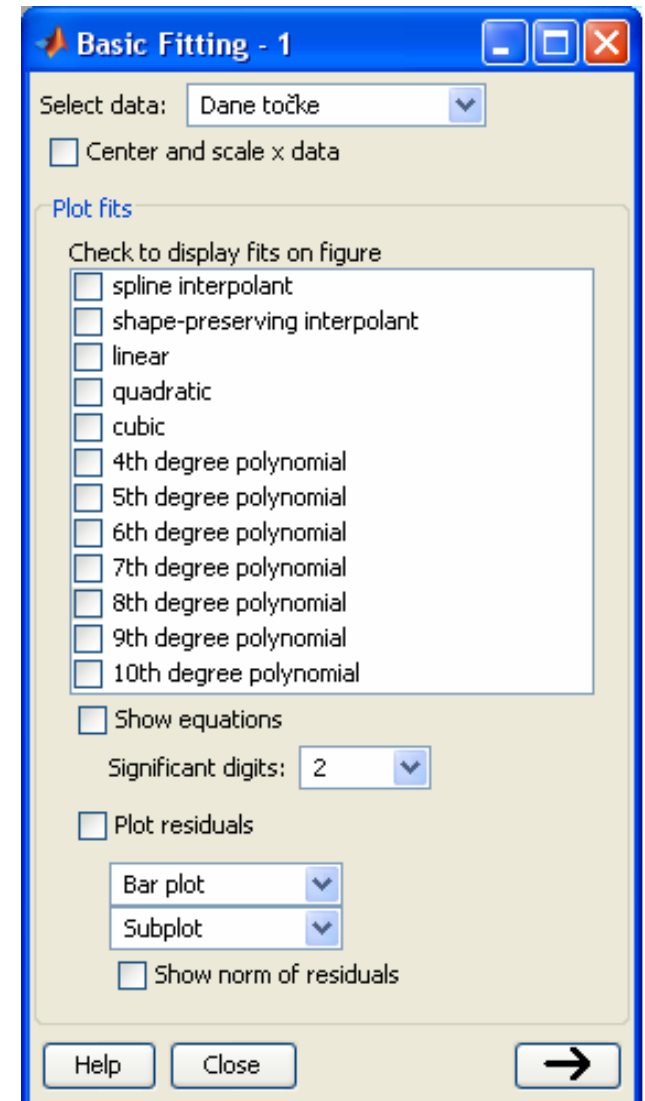 Basic Fitting - 1
Select data: Dane točke
Center and scale x data
Plot fits
Check to display fits on figure
spline interpolant
shape-preserving interpolant
linear
quadratic
cubic
4th degree polynomial
5th degree polynomial
6th degree polynomial
7th degree polynomial
8th degree polynomial
9th degree polynomial
10th degree polynomial
Show equations
Significant digits: 2
Plot residuals
Bar plot
Subplot
Show norm of residuals
Help Close